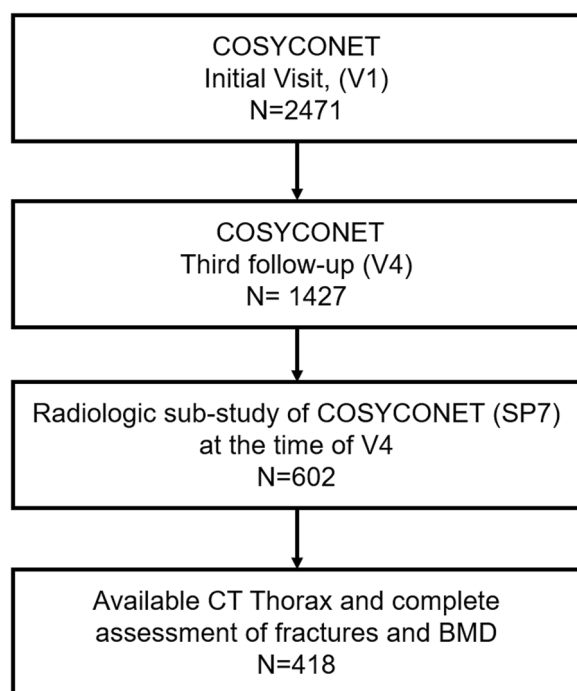 COSYCONET
Initial Visit, (V1)
N=2471
COSYCONET
Third follow-up (V4)
N= 1427
Radiologic sub-study of COSYCONET (SP7)
at the time of V4
N=602
Available CT Thorax and complete
assessment of fractures and BMD
N=418